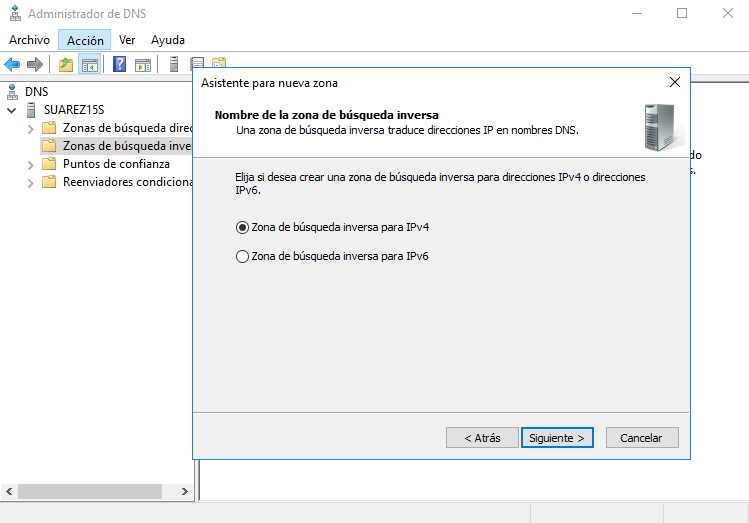 Administrador de DNS
Archivo Acción Ver Ayuda
DNS
SUAREZ15S
Zonas de búsqueda direc
Zonas de búsqueda inve
Puntos de confianza
Reenviadores condiciona
Asistente para nueva zona
Nombre de la zona de búsqueda inversa
Una zona de búsqueda inversa traduce direcciones IP en nombres DNS.
Elija si desea crear una zona de búsqueda inversa para direcciones IPv4 o direcciones
IPv6.
Zona de búsqueda inversa para IPv4
Zona de búsqueda inversa para IPv6
< Atrás Siguiente > Cancelar
do
s.